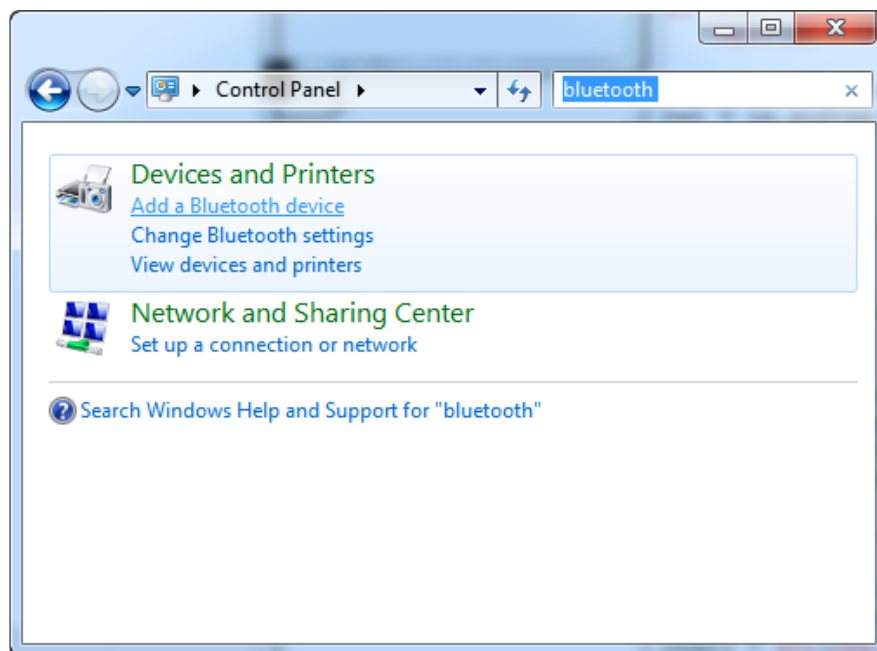 Control Panel
bluetooth
Devices and Printers
Add a Bluetooth device
Change Bluetooth settings
View devices and printers
Network and Sharing Center
Set up a connection or network
Search Windows Help and Support for "bluetooth"